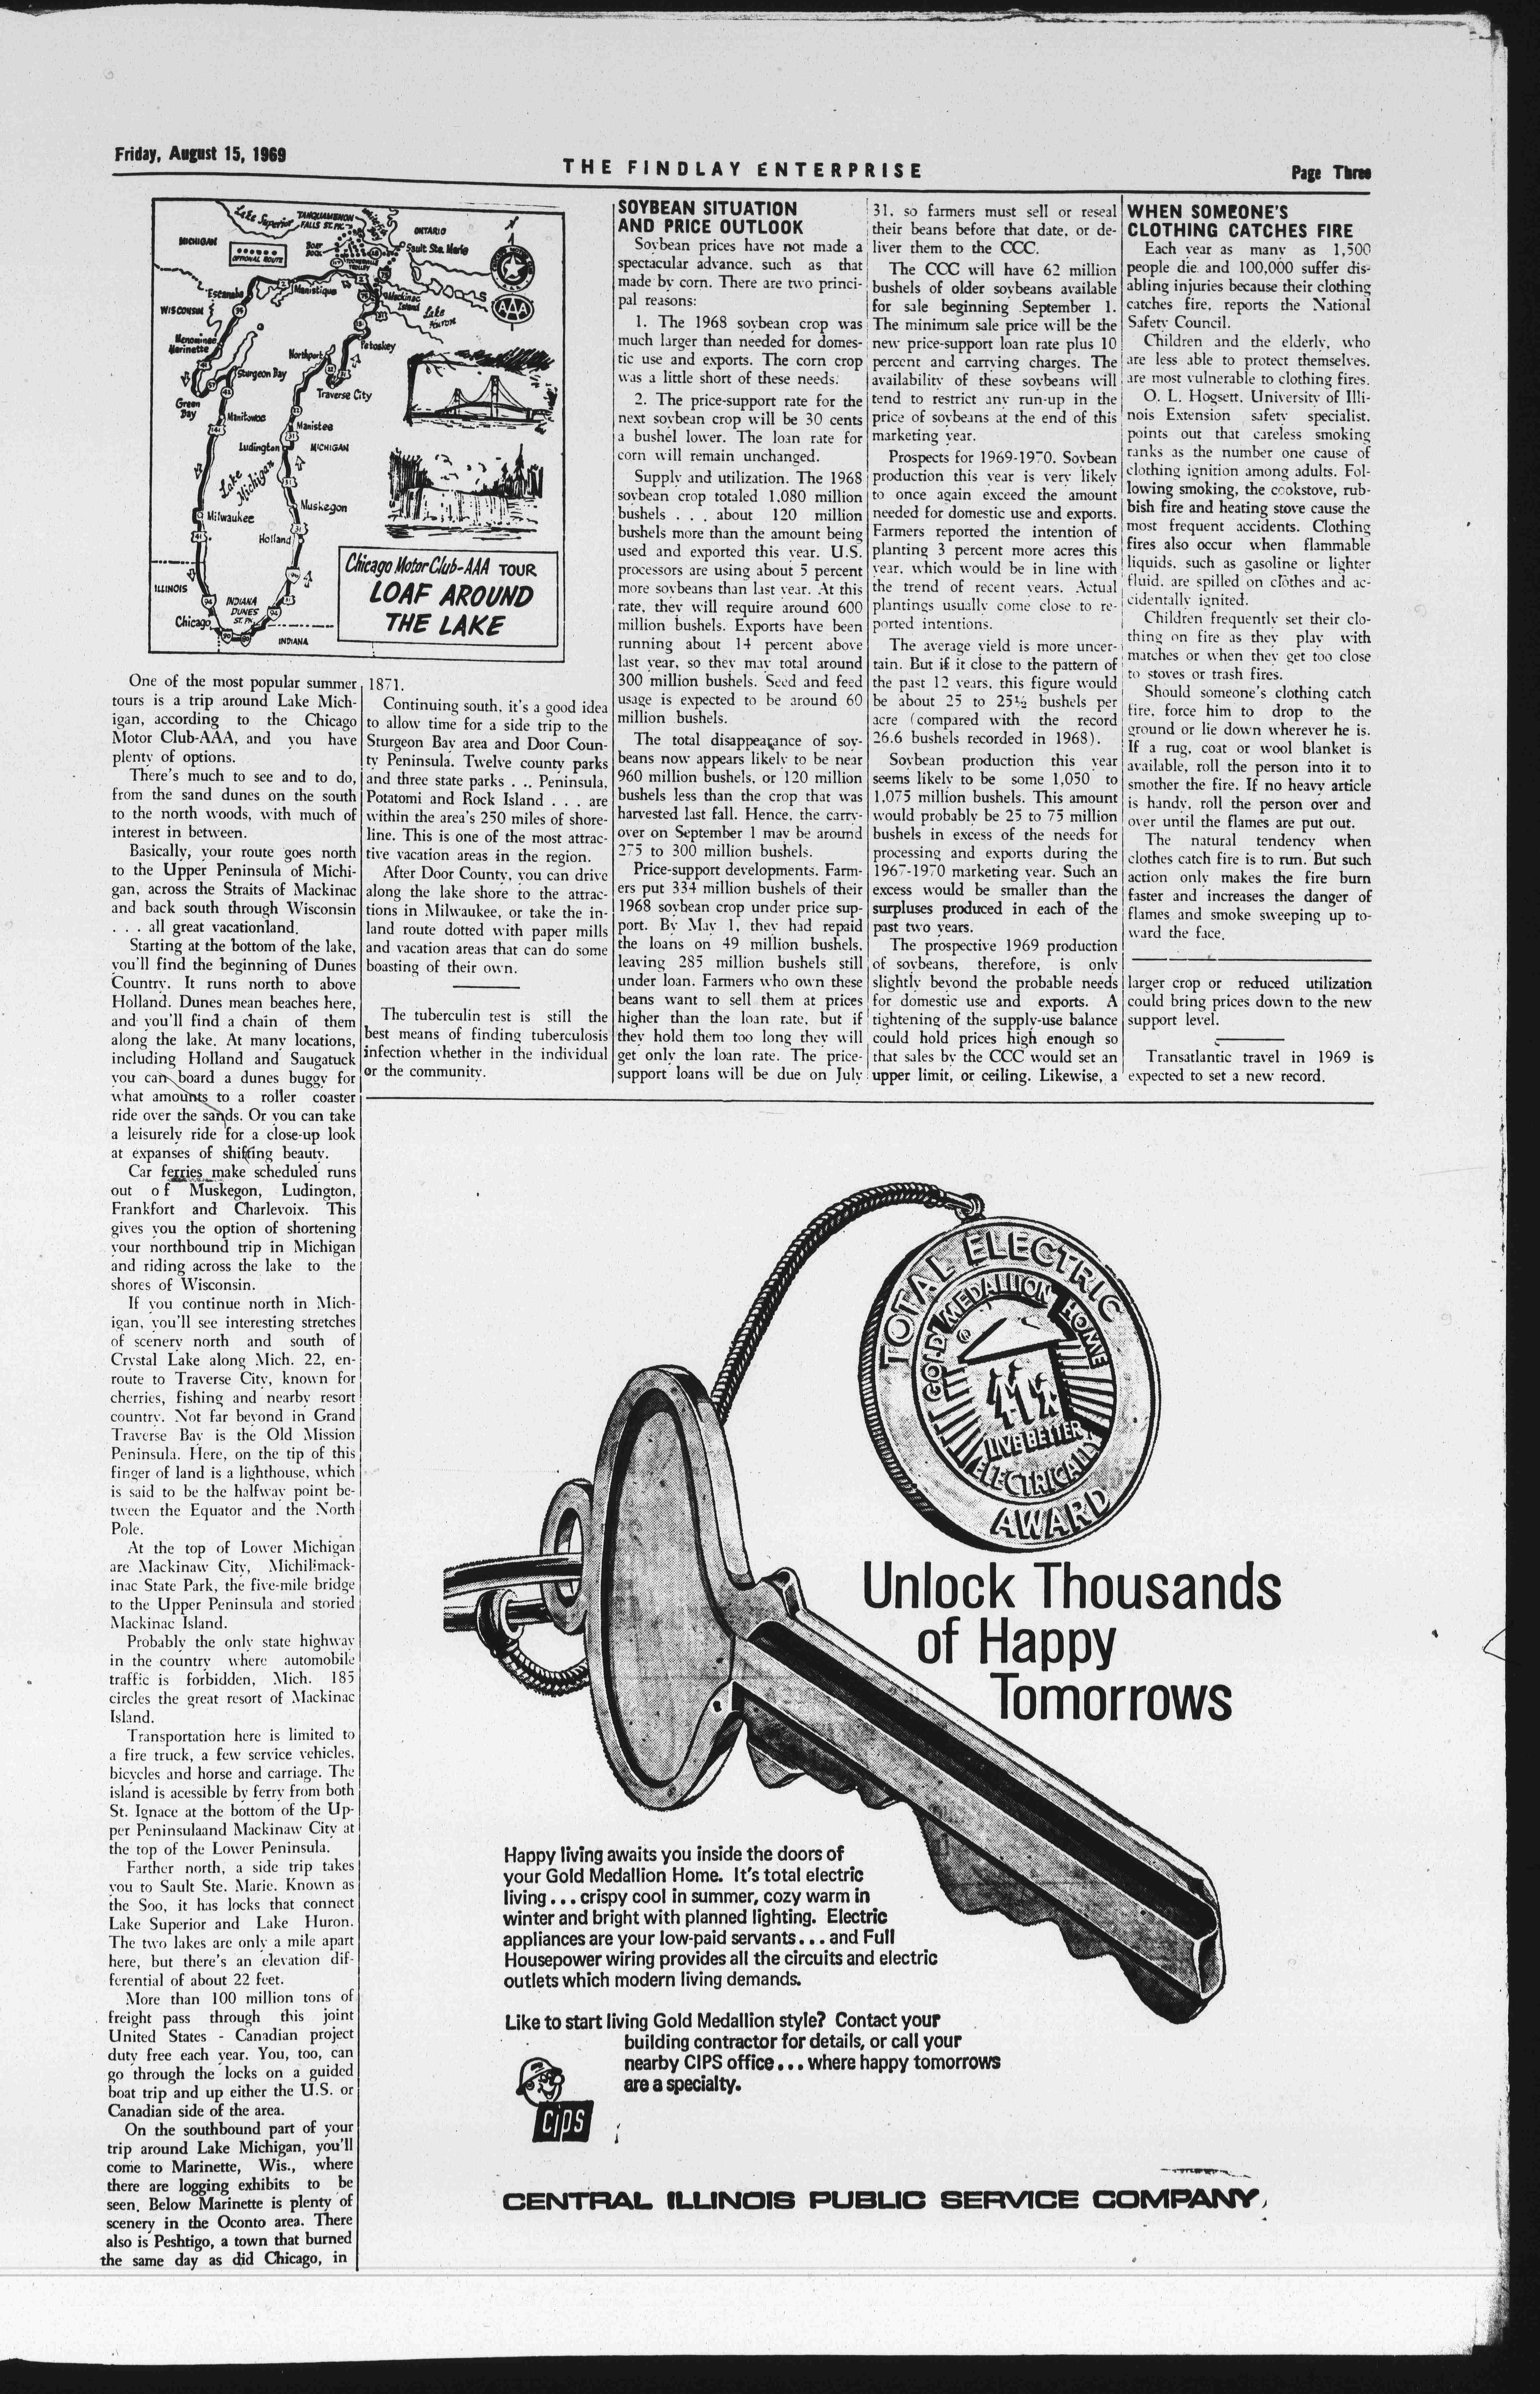 Friday, August 15, 1969
THE FINDLAY ENTERPRISE
Page Three
Lake Superior
TAHQUAMENON
FALLS ST. PK.
ONTARIO
MICHIGAN
OPTIONAL ROUTE
Sault Ste. Marie
Escanaba
Manistique
Mackinac
Island
Lake
Huron
AAA
WISCONSIN
Menominee
Marinette
Northport
Petoskey
Sturgeon Bay
Traverse City
Green
Bay
Manitowoc
Manistee
Ludington
MICHIGAN
Lake
Michigan
Milwaukee
Muskegon
Holland
ILLINOIS
INDIANA
DUNES
ST. PK.
Chicago
INDIANA
Chicago Motor Club-AAA TOUR
LOAF AROUND
THE LAKE
One of the most popular summer
tours is a trip around Lake Mich-
igan, according to the Chicago
Motor Club-AAA, and you have
plenty of options.
There's much to see and to do,
from the sand dunes on the south
to the north woods, with much of
interest in between.
Basically, your route goes north
to the Upper Peninsula of Michi-
gan, across the Straits of Mackinac
and back south through Wisconsin
. . . all great vacationland.
Starting at the bottom of the lake,
you'll find the beginning of Dunes
Country. It runs north to above
Holland. Dunes mean beaches here,
and you'll find a chain of them
along the lake. At many locations,
including Holland and Saugatuck
you can board a dunes buggy for
what amounts to a roller coaster
ride over the sands. Or you can take
a leisurely ride for a close-up look
at expanses of shifting beauty.
Car ferries make scheduled runs
out of Muskegon, Ludington,
Frankfort and Charlevoix. This
gives you the option of shortening
your northbound trip in Michigan
and riding across the lake to the
shores of Wisconsin.
If you continue north in Mich-
igan, you'll see interesting stretches
of scenery north and south of
Crystal Lake along Mich. 22, en-
route to Traverse City, known for
cherries, fishing and nearby resort
country. Not far beyond in Grand
Traverse Bay is the Old Mission
Peninsula. Here, on the tip of this
finger of land is a lighthouse, which
is said to be the halfway point be-
tween the Equator and the North
Pole.
At the top of Lower Michigan
are Mackinaw City, Michilimack-
inac State Park, the five-mile bridge
to the Upper Peninsula and storied
Mackinac Island.
Probably the only state highway
in the country where automobile
traffic is forbidden, Mich. 185
circles the great resort of Mackinac
Island.
Transportation here is limited to
a fire truck, a few service vehicles,
bicycles and horse and carriage. The
island is acessible by ferry from both
St. Ignace at the bottom of the Up-
per Peninsulaand Mackinaw City at
the top of the Lower Peninsula.
Farther north, a side trip takes
you to Sault Ste. Marie. Known as
the Soo, it has locks that connect
Lake Superior and Lake Huron.
The two lakes are only a mile apart
here, but there's an elevation dif-
ferential of about 22 feet.
More than 100 million tons of
freight pass through this joint
United States - Canadian project
duty free each year. You, too, can
go through the locks on a guided
boat trip and up either the U.S. or
Canadian side of the area.
On the southbound part of your
trip around Lake Michigan, you'll
come to Marinette, Wis., where
there are logging exhibits to be
seen. Below Marinette is plenty of
scenery in the Oconto area. There
also is Peshtigo, a town that burned
the same day as did Chicago, in
1871.
Continuing south, it's a good idea
to allow time for a side trip to the
Sturgeon Bay area and Door Coun-
ty Peninsula. Twelve county parks
and three state parks . .. Peninsula,
Potatomi and Rock Island . . . are
within the area's 250 miles of shore-
line. This is one of the most attrac-
tive vacation areas in the region.
After Door County, you can drive
along the lake shore to the attrac-
tions in Milwaukee, or take the in-
land route dotted with paper mills
and vacation areas that can do some
boasting of their own.
The tuberculin test is still the
best means of finding tuberculosis
infection whether in the individual
or the community.
SOYBEAN SITUATION
AND PRICE OUTLOOK
Soybean prices have not made a
spectacular advance, such as that
made by corn. There are two princi-
pal reasons:
1. The 1968 soybean crop was
much larger than needed for domes-
tic use and exports. The corn crop
was a little short of these needs.
2. The price-support rate for the
next soybean crop will be 30 cents
a bushel lower. The loan rate for
corn will remain unchanged.
Supply and utilization. The 1968
soybean crop totaled 1,080 million
bushels . . . about 120 million
bushels more than the amount being
used and exported this year. U.S.
processors are using about 5 percent
more soybeans than last year. At this
rate, they will require around 600
million bushels. Exports have been
running about 14 percent above
last year, so they may total around
300 million bushels. Seed and feed
usage is expected to be around 60
million bushels.
The total disappearance of soy-
beans now appears likely to be near
960 million bushels, or 120 million
bushels less than the crop that was
harvested last fall. Hence, the carry-
over on September 1 may be around
275 to 300 million bushels.
Price-support developments. Farm-
ers put 334 million bushels of their
1968 soybean crop under price sup-
port. By May 1, they had repaid
the loans on 49 million bushels,
leaving 285 million bushels still
under loan. Farmers who own these
beans want to sell them at prices
higher than the loan rate, but if
they hold them too long they will
get only the loan rate. The price-
support loans will be due on July
31, so farmers must sell or reseal
their beans before that date, or de-
liver them to the CCC.
The CCC will have 62 million
bushels of older soybeans available
for sale beginning September 1.
The minimum sale price will be the
new price-support loan rate plus 10
percent and carrying charges. The
availability of these soybeans will
tend to restrict any run-up in the
price of soybeans at the end of this
marketing year.
Prospects for 1969-1970. Soybean
production this year is very likely
to once again exceed the amount
needed for domestic use and exports.
Farmers reported the intention of
planting 3 percent more acres this
year, which would be in line with
the trend of recent years. Actual
plantings usually come close to re-
ported intentions.
The average yield is more uncer-
tain. But if it close to the pattern of
the past 12 years, this figure would
be about 25 to 25½ bushels per
acre (compared with the record
26.6 bushels recorded in 1968).
Soybean production this year
seems likely to be some 1,050 to
1,075 million bushels. This amount
would probably be 25 to 75 million
bushels in excess of the needs for
processing and exports during the
1967-1970 marketing year. Such an
excess would be smaller than the
surpluses produced in each of the
past two years.
The prospective 1969 production
of soybeans, therefore, is only
slightly beyond the probable needs
for domestic use and exports. A
tightening of the supply-use balance
could hold prices high enough so
that sales by the CCC would set an
upper limit, or ceiling. Likewise, a
WHEN SOMEONE'S
CLOTHING CATCHES FIRE
Each year as many as 1,500
people die and 100,000 suffer dis-
abling injuries because their clothing
catches fire, reports the National
Safety Council.
Children and the elderly, who
are less able to protect themselves,
are most vulnerable to clothing fires.
O. L. Hogsett, University of Illi-
nois Extension safety specialist,
points out that careless smoking
ranks as the number one cause of
clothing ignition among adults. Fol-
lowing smoking, the cookstove, rub-
bish fire and heating stove cause the
most frequent accidents. Clothing
fires also occur when flammable
liquids, such as gasoline or lighter
fluid, are spilled on clothes and ac-
cidentally ignited.
Children frequently set their clo-
thing on fire as they play with
matches or when they get too close
to stoves or trash fires.
Should someone's clothing catch
fire, force him to drop to the
ground or lie down wherever he is.
If a rug, coat or wool blanket is
available, roll the person into it to
smother the fire. If no heavy article
is handy, roll the person over and
over until the flames are put out.
The natural tendency when
clothes catch fire is to run. But such
action only makes the fire burn
faster and increases the danger of
flames and smoke sweeping up to-
ward the face.
larger crop or reduced utilization
could bring prices down to the new
support level.
Transatlantic travel in 1969 is
expected to set a new record.
TOTAL ELECTRIC
GOLD MEDALLION HOME
LIVE BETTER
ELECTRICALLY
AWARD
Unlock Thousands
of Happy
Tomorrows
Happy living awaits you inside the doors of
your Gold Medallion Home. It's total electric
living . . . crispy cool in summer, cozy warm in
winter and bright with planned lighting. Electric
appliances are your low-paid servants . . . and Full
Housepower wiring provides all the circuits and electric
outlets which modern living demands.
Like to start living Gold Medallion style? Contact your
building contractor for details, or call your
nearby CIPS office . . . where happy tomorrows
are a specialty.
CIPS
CENTRAL ILLINOIS PUBLIC SERVICE COMPANY